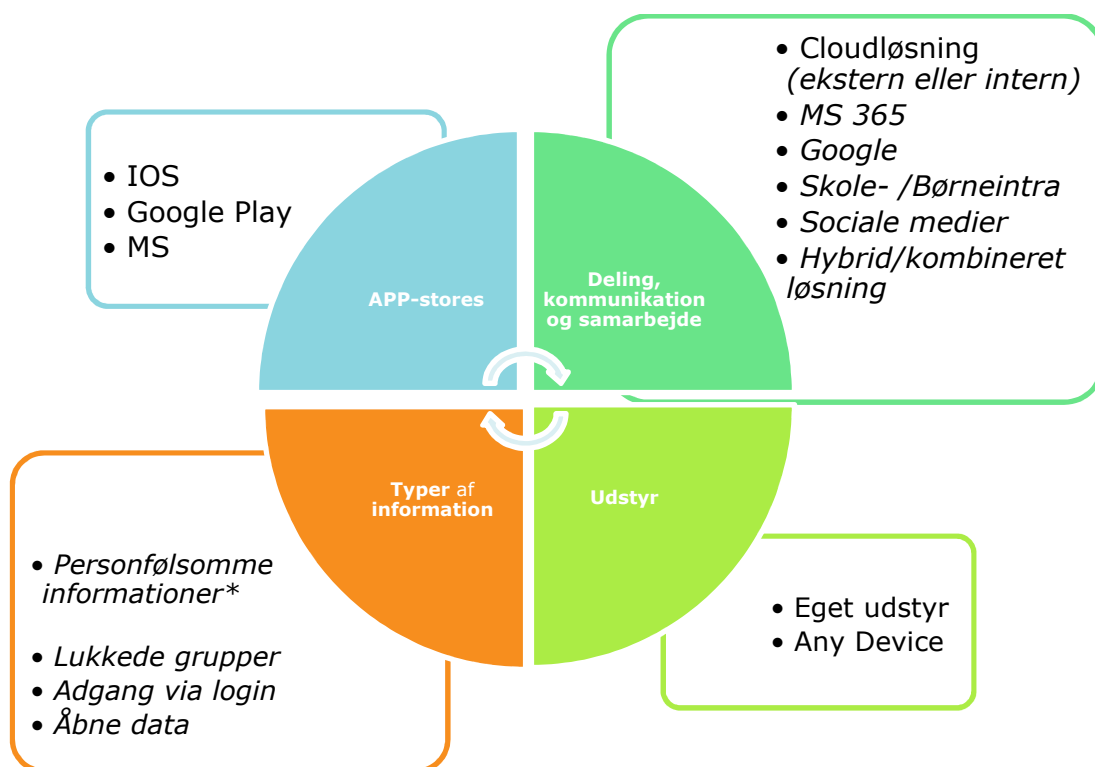 • IOS
• Google Play
• MS
APP-stores
• Cloudløsning
(ekstern eller intern)
• MS 365
• Google
• Skole- /Børneintra
• Sociale medier
• Hybrid/kombineret
løsning
Deling,
kommunikation
og samarbejde
Typer af
information
• Personfølsomme
informationer*
• Lukkede grupper
• Adgang via login
• Åbne data
Udstyr
• Eget udstyr
• Any Device